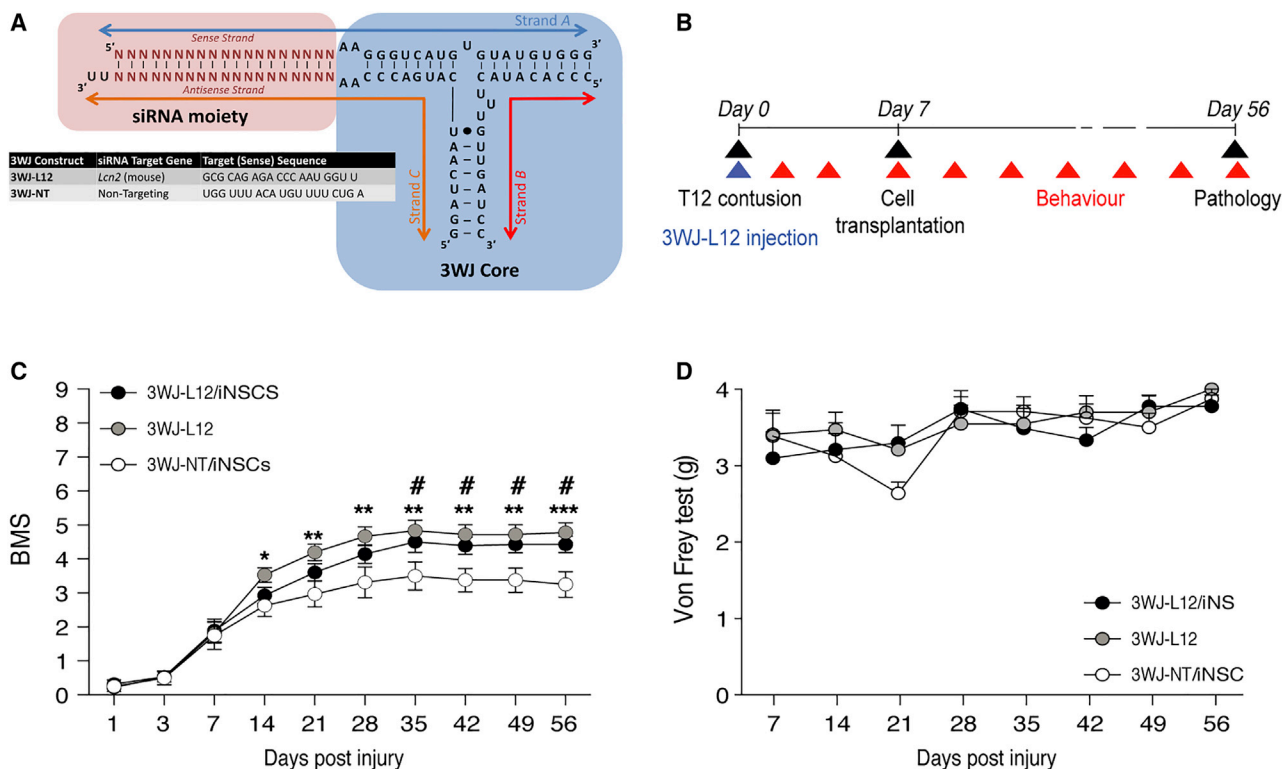 A
Strand A
5'
Sense Strand
AA
U
3'
N N N N N N N N N N N N N N N N N N N
G G G U C A U G
G U A U G U G G G
U U N N N N N N N N N N N N N N N N N N N
C C C A G U A C
C A U A C A C C C
3'
Antisense Strand
AA
5'
siRNA moiety
U
U
3WJ Construct siRNA Target Gene Target (Sense) Sequence
3WJ-L12 Lcn2 (mouse) GCG CAG AGA CCC AAU GGU U
3WJ-NT Non-Targeting UGG UUU ACA UGU UUU CUG A
Strand C
Strand B
5'
3'
3WJ Core
B
Day 0 Day 7 Day 56
T12 contusion Cell transplantation Behaviour Pathology
3WJ-L12 injection
C
3WJ-L12/iNSCS
3WJ-L12
3WJ-NT/iNSCs
BMS
9
8
7
6
5
4
3
2
1
0
# # # #
* ** ** ** ** ** ***
1 3 7 14 21 28 35 42 49 56
Days post injury
D
Von Frey test (g)
4
3
2
1
0
3WJ-L12/iNS
3WJ-L12
3WJ-NT/iNSC
7 14 21 28 35 42 49 56
Days post injury